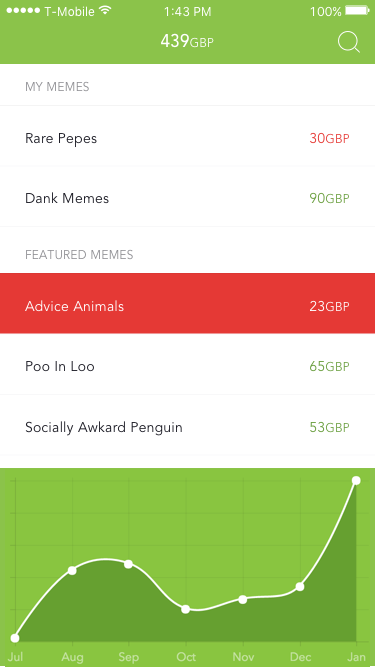 T-Mobile 1:43 PM 100%
439GBP
MY MEMES
Rare Pepes 30GBP
Dank Memes 90GBP
FEATURED MEMES
Advice Animals 23GBP
Poo In Loo 65GBP
Socially Awkard Penguin 53GBP
Jul Aug Sep Oct Nov Dec Jan